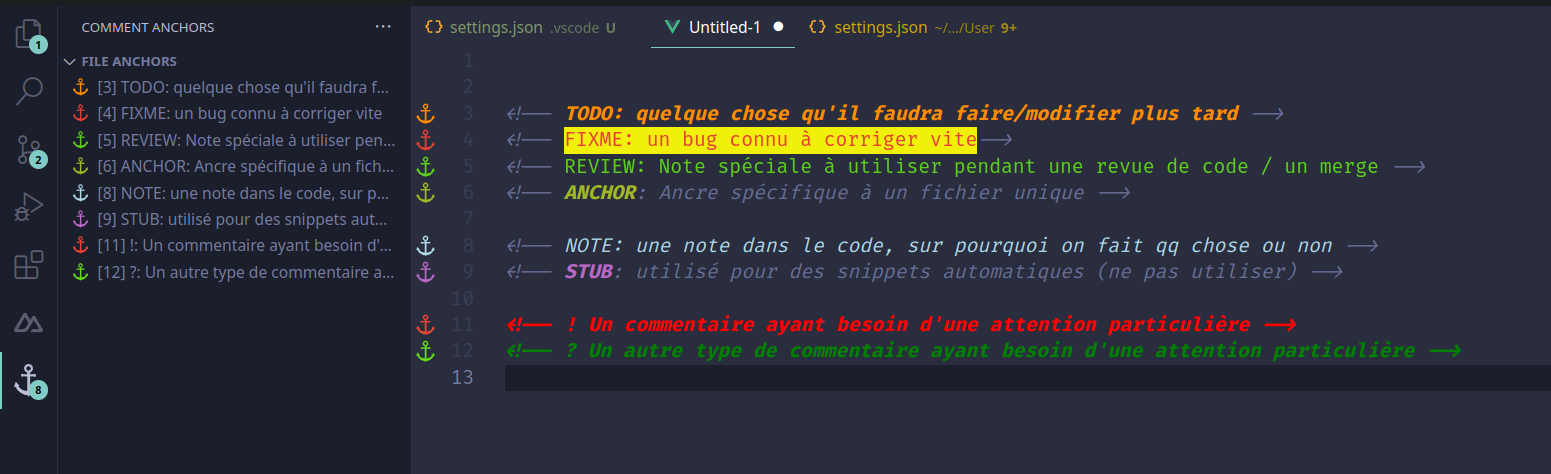 COMMENT ANCHORS ...
FILE ANCHORS
[3] TODO: quelque chose qu'il faudra f...
[4] FIXME: un bug connu à corriger vite
[5] REVIEW: Note spéciale à utiliser pen...
[6] ANCHOR: Ancre spécifique à un fich...
[8] NOTE: une note dans le code, sur p...
[9] STUB: utilisé pour des snippets aut...
[11] !: Un commentaire ayant besoin d'...
[12] ?: Un autre type de commentaire a...
1
2
8
{} settings.json .vscode U
Untitled-1
{} settings.json ~/.../User 9+
1
2
3 <!-- TODO: quelque chose qu'il faudra faire/modifier plus tard -->
4 <!-- FIXME: un bug connu à corriger vite-->
5 <!-- REVIEW: Note spéciale à utiliser pendant une revue de code / un merge -->
6 <!-- ANCHOR: Ancre spécifique à un fichier unique -->
7
8 <!-- NOTE: une note dans le code, sur pourquoi on fait qq chose ou non -->
9 <!-- STUB: utilisé pour des snippets automatiques (ne pas utiliser) -->
10
11 <!-- ! Un commentaire ayant besoin d'une attention particulière -->
12 <!-- ? Un autre type de commentaire ayant besoin d'une attention particulière -->
13